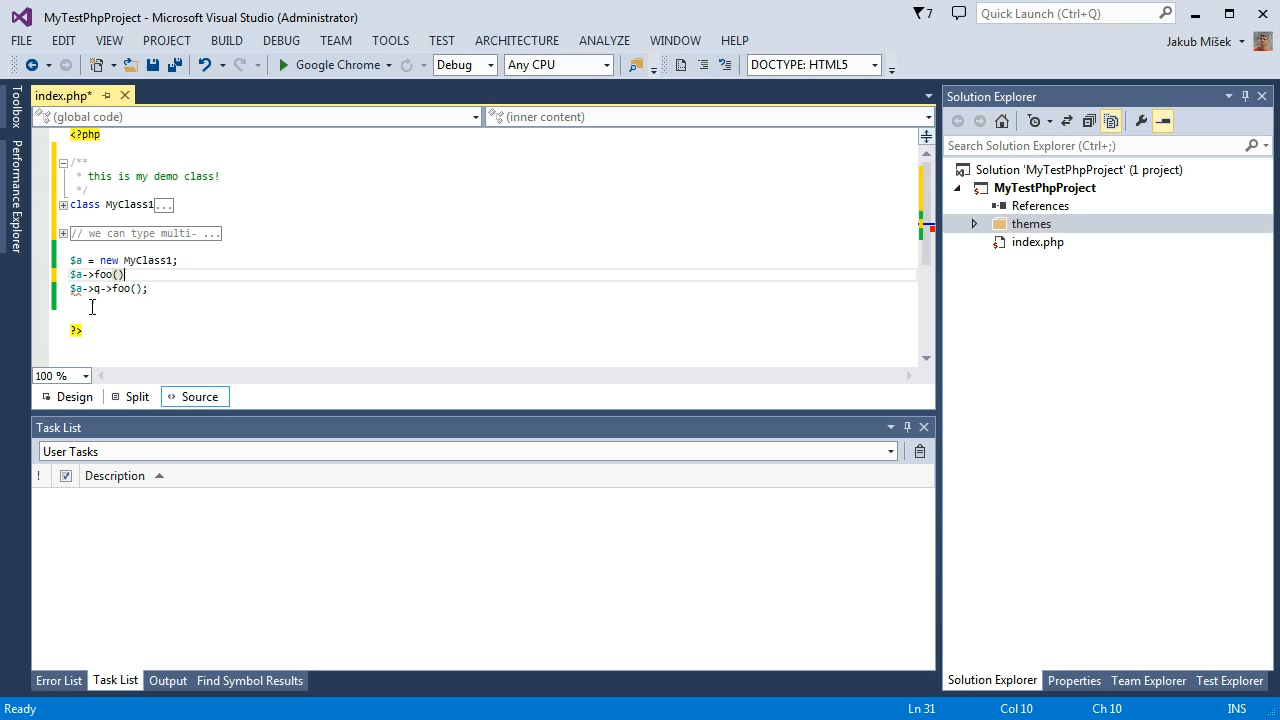 MyTestPhpProject - Microsoft Visual Studio (Administrator)
7
Quick Launch (Ctrl+Q)
FILE EDIT VIEW PROJECT BUILD DEBUG TEAM TOOLS TEST ARCHITECTURE ANALYZE WINDOW HELP
Jakub Míšek
Google Chrome
Debug
Any CPU
DOCTYPE: HTML5
Toolbox
Performance Explorer
index.php*
(global code)
(inner content)
<?php
/**
* this is my demo class!
*/
class MyClass1...
// we can type multi- ...
$a = new MyClass1;
$a->foo()
$a->q->foo();
?>
100 %
Design
Split
Source
Task List
User Tasks
! Description
Error List
Task List
Output
Find Symbol Results
Solution Explorer
Search Solution Explorer (Ctrl+;)
Solution 'MyTestPhpProject' (1 project)
MyTestPhpProject
References
themes
index.php
Solution Explorer
Properties
Team Explorer
Test Explorer
Ready
Ln 31
Col 10
Ch 10
INS